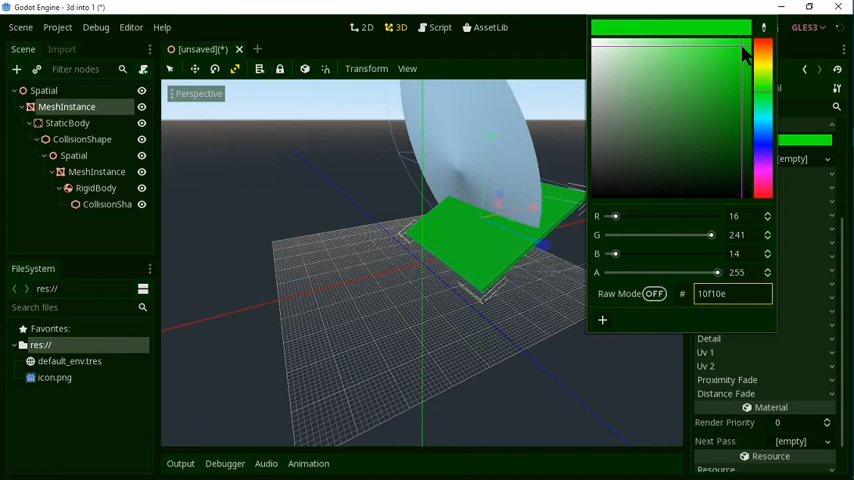 Godot Engine - 3d into 1 (*)
Scene Project Debug Editor Help
2D 3D Script AssetLib
GLES3
Scene Import
[unsaved](*)
Filter nodes
Transform View
Perspective
Spatial
MeshInstance
StaticBody
CollisionShape
Spatial
MeshInstance
RigidBody
CollisionSha
[empty]
R 16
G 241
B 14
A 255
Raw Mode OFF # 10f10e
FileSystem
res://
Search files
Favorites:
res://
default_env.tres
icon.png
Detail
Uv 1
Uv 2
Proximity Fade
Distance Fade
Material
Render Priority 0
Next Pass [empty]
Resource
Resource
Output Debugger Audio Animation